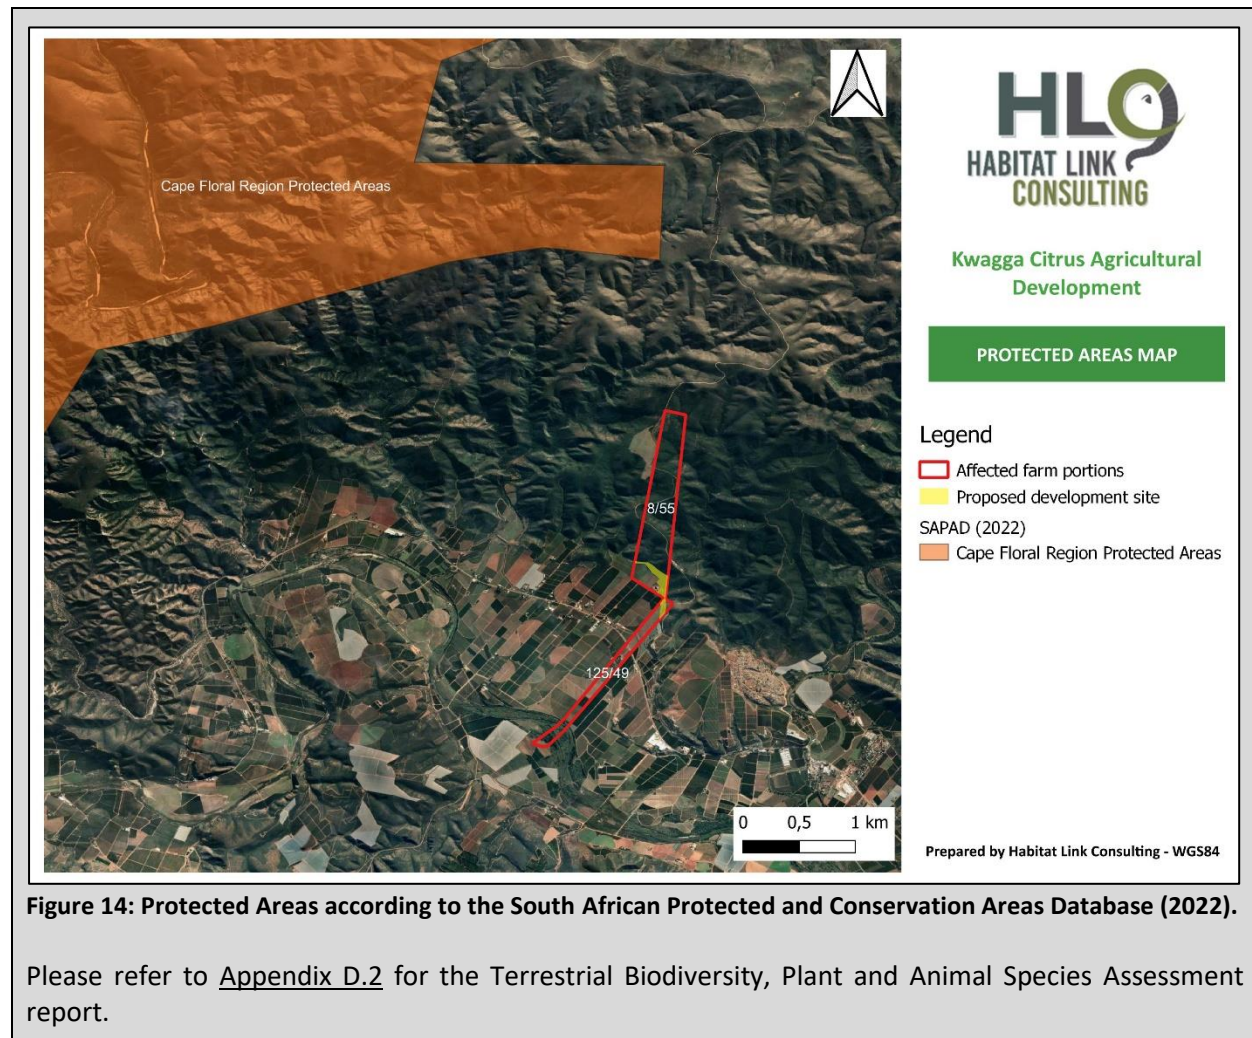 Cape Floral Region Protected Areas
8/55
125/49
0 0,5 1 km
HLC
HABITAT LINK
CONSULTING
Kwagga Citrus Agricultural
Development
PROTECTED AREAS MAP
Legend
Affected farm portions
Proposed development site
SAPAD (2022)
Cape Floral Region Protected Areas
Prepared by Habitat Link Consulting - WGS84
Figure 14: Protected Areas according to the South African Protected and Conservation Areas Database (2022).
Please refer to Appendix D.2 for the Terrestrial Biodiversity, Plant and Animal Species Assessment
report.